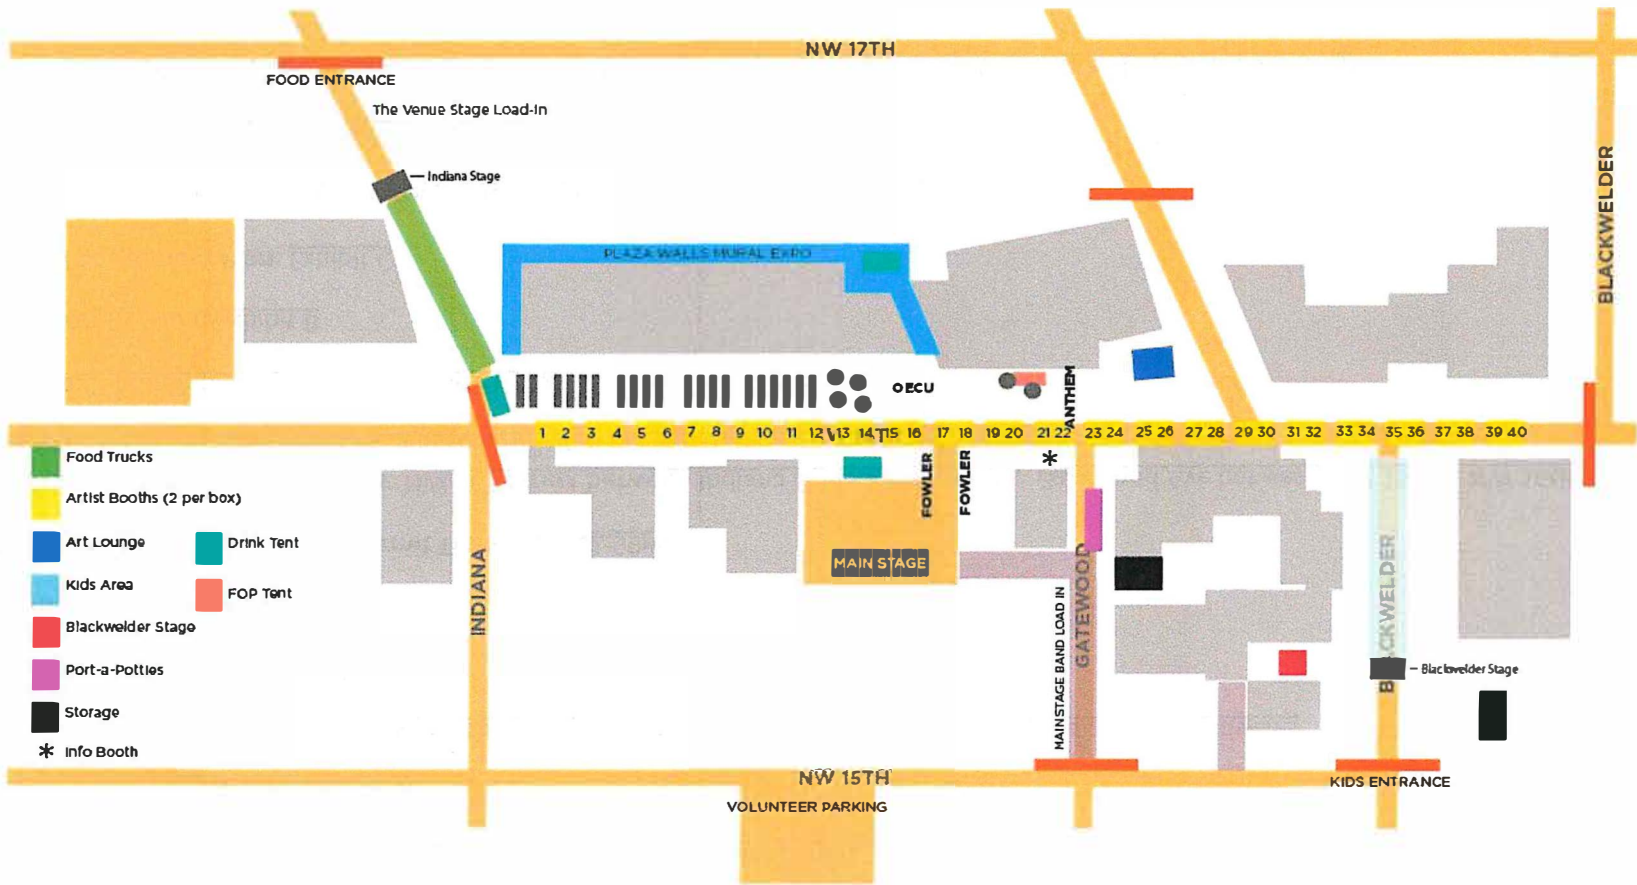 NW 17TH
FOOD ENTRANCE
The Venue Stage Load-In
Indiana Stage
BLACKWELDER
PLAZA WALLS MURAL EXPO
OECU
ANTHEM
1 2 3 4 5 6 7 8 9 10 11 12 13 14 15 16 17 18 19 20 21 22 23 24 25 26 27 28 29 30 31 32 33 34 35 36 37 38 39 40
Food Trucks
Artist Booths (2 per box)
Art Lounge
Drink Tent
Kids Area
FOP Tent
Blackwelder Stage
Port-a-Potties
Storage
* Info Booth
*
FOWLER
FOWLER
MAIN STAGE
INDIANA
MAINSTAGE BAND LOAD IN
GATEWOOD
BLACKWELDER
Blackwelder Stage
NW 15TH
VOLUNTEER PARKING
KIDS ENTRANCE